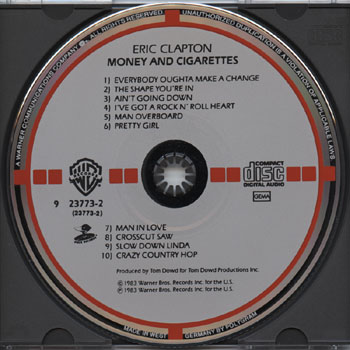 A WARNER COMMUNICATIONS COMPANY
ALL RIGHTS RESERVED.
UNAUTHORIZED DUPLICATION IS A VIOLATION OF APPLICABLE LAWS
ERIC CLAPTON
MONEY AND CIGARETTES
1) EVERYBODY OUGHTA MAKE A CHANGE
2) THE SHAPE YOU'RE IN
3) AIN'T GOING DOWN
4) I'VE GOT A ROCK N' ROLL HEART
5) MAN OVERBOARD
6) PRETTY GIRL
COMPACT
disc
DIGITAL AUDIO
9 23773-2
(23773-2)
GEMA
7) MAN IN LOVE
8) CROSSCUT SAW
9) SLOW DOWN LINDA
10) CRAZY COUNTRY HOP
Produced by Tom Dowd for Tom Dowd Productions Inc.
℗ 1983 Warner Bros. Records Inc. for the U.S.
© 1983 Warner Bros. Records Inc. for the U.S.
MADE IN WEST GERMANY BY POLYGRAM